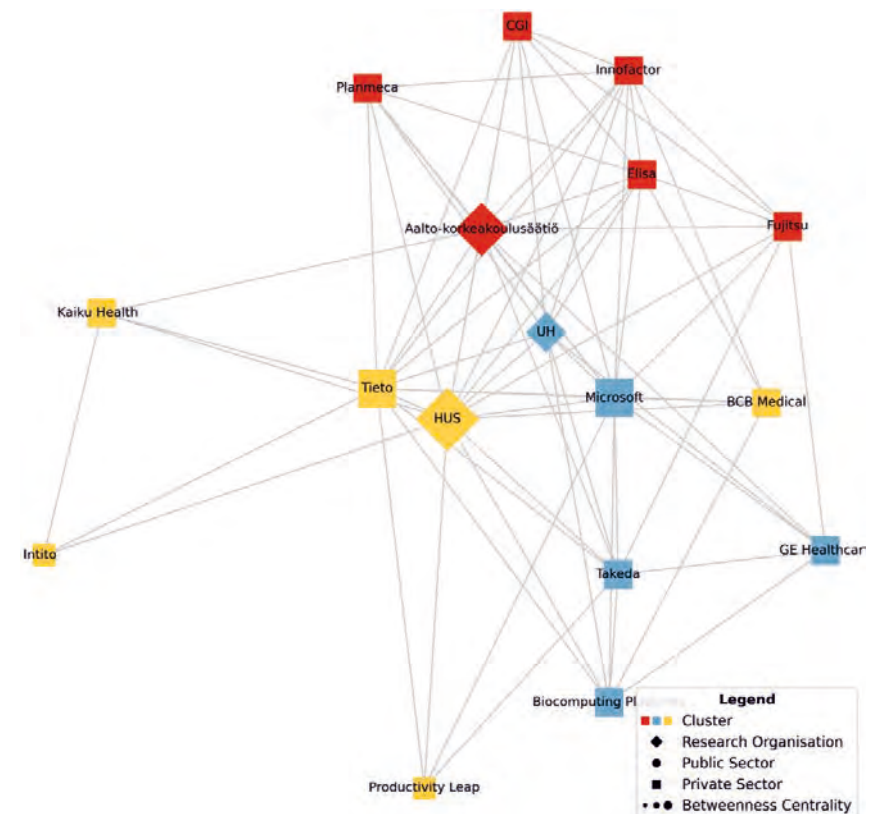 CGI
Innofactor
Planmeca
Elisa
Aalto-korkeakoulusäätiö
Fujitsu
Kaiku Health
UH
Tieto
Microsoft
BCB Medical
HUS
Intito
GE Healthcar
Takeda
Biocomputing
Productivity Leap
Legend
Cluster
Research Organisation
Public Sector
Private Sector
Betweenness Centrality